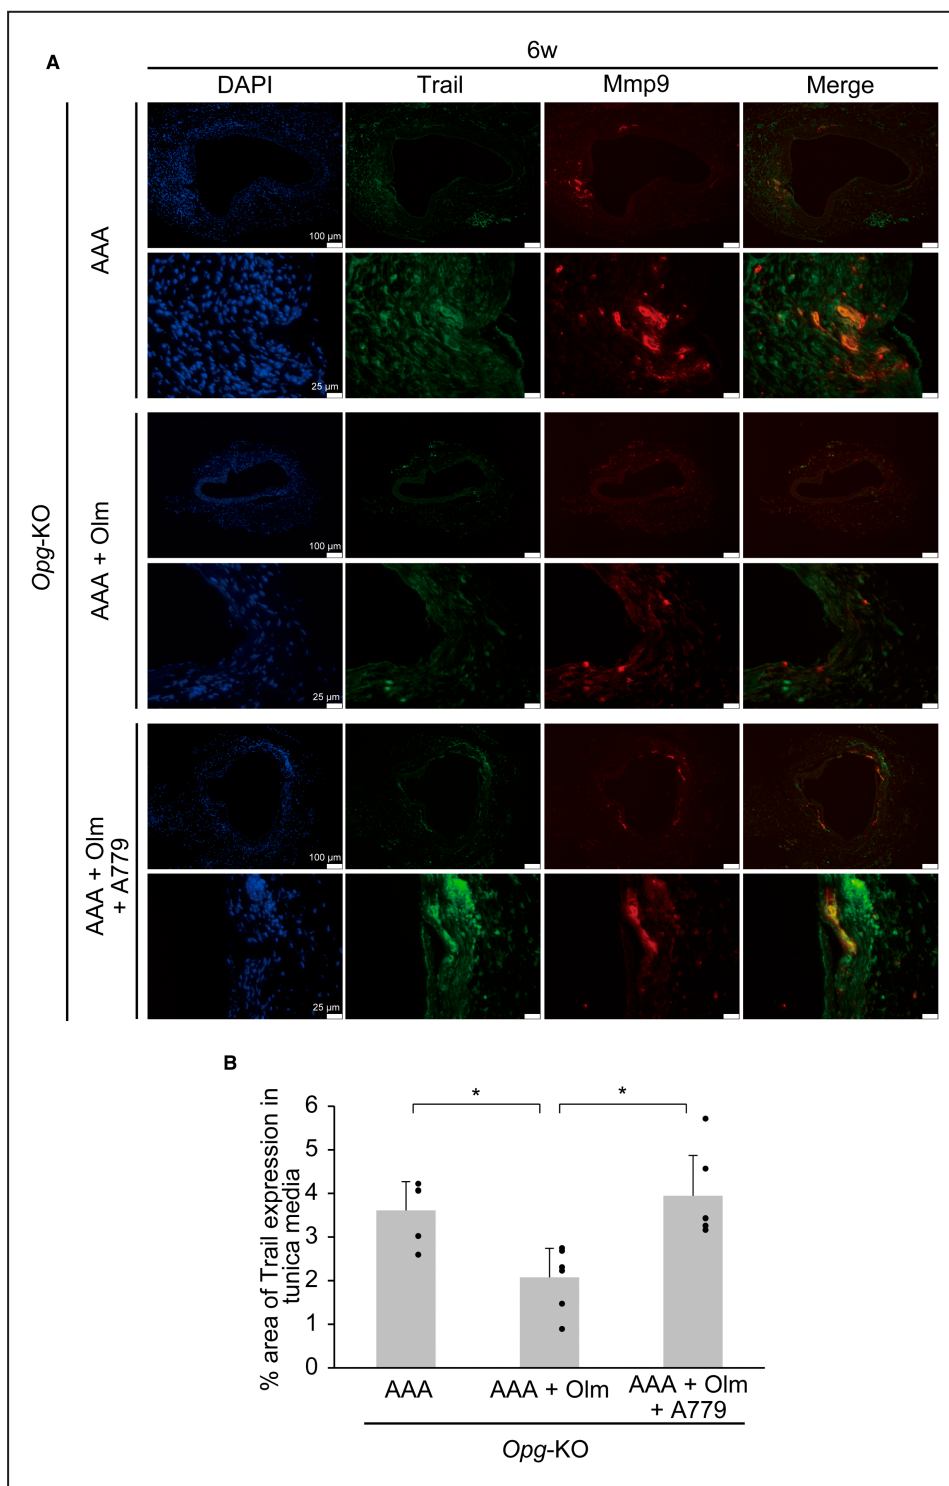 A
6w
DAPI
Trail
Mmp9
Merge
Opg-KO
AAA
100 µm
25 µm
AAA + Olm
100 µm
25 µm
AAA + Olm
+ A779
100 µm
25 µm
B
% area of Trail expression in
tunica media
6
5
4
3
2
1
0
*
*
AAA
AAA + Olm
AAA + Olm
+ A779
Opg-KO